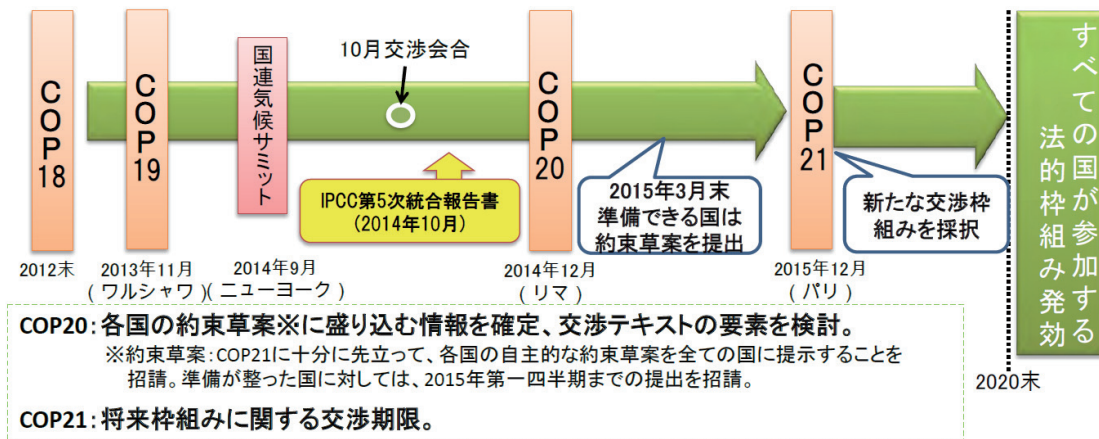 COP18
COP19
国連気候サミット
10月交渉会合
IPCC第5次統合報告書
(2014年10月)
COP20
2015年3月末
準備できる国は
約束草案を提出
COP21
新たな交渉枠
組みを採択
すべての国が参加する
法的枠組み発効
2012末
2013年11月
(ワルシャワ)
2014年9月
(ニューヨーク)
2014年12月
(リマ)
2015年12月
(パリ)
2020末
COP20：各国の約束草案※に盛り込む情報を確定、交渉テキストの要素を検討。
※約束草案：COP21に十分に先立って、各国の自主的な約束草案を全ての国に提示することを
招請。準備が整った国に対しては、2015年第一四半期までの提出を招請。
COP21：将来枠組みに関する交渉期限。